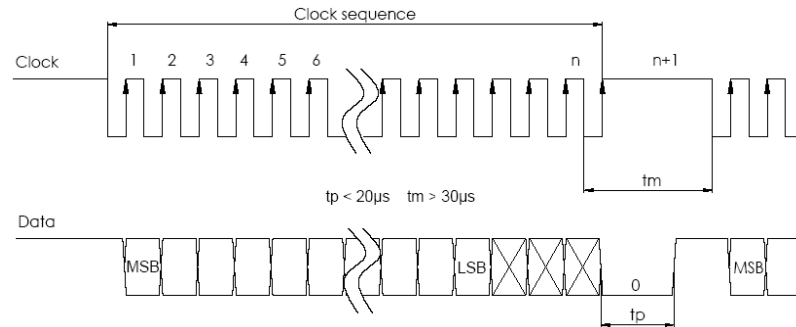 Clock sequence
Clock 1 2 3 4 5 6 n n+1
tm
tp < 20µs tm > 30µs
Data
MSB LSB MSB
0
tp